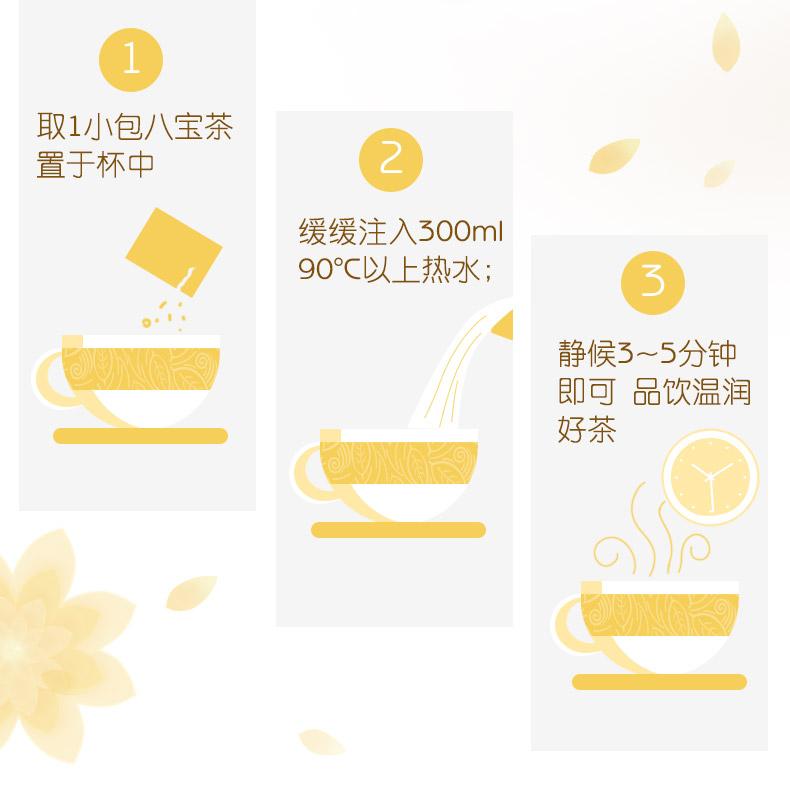 1
取1小包八宝茶
置于杯中
2
缓缓注入300ml
90℃以上热水；
3
静候3～5分钟
即可 品饮温润
好茶